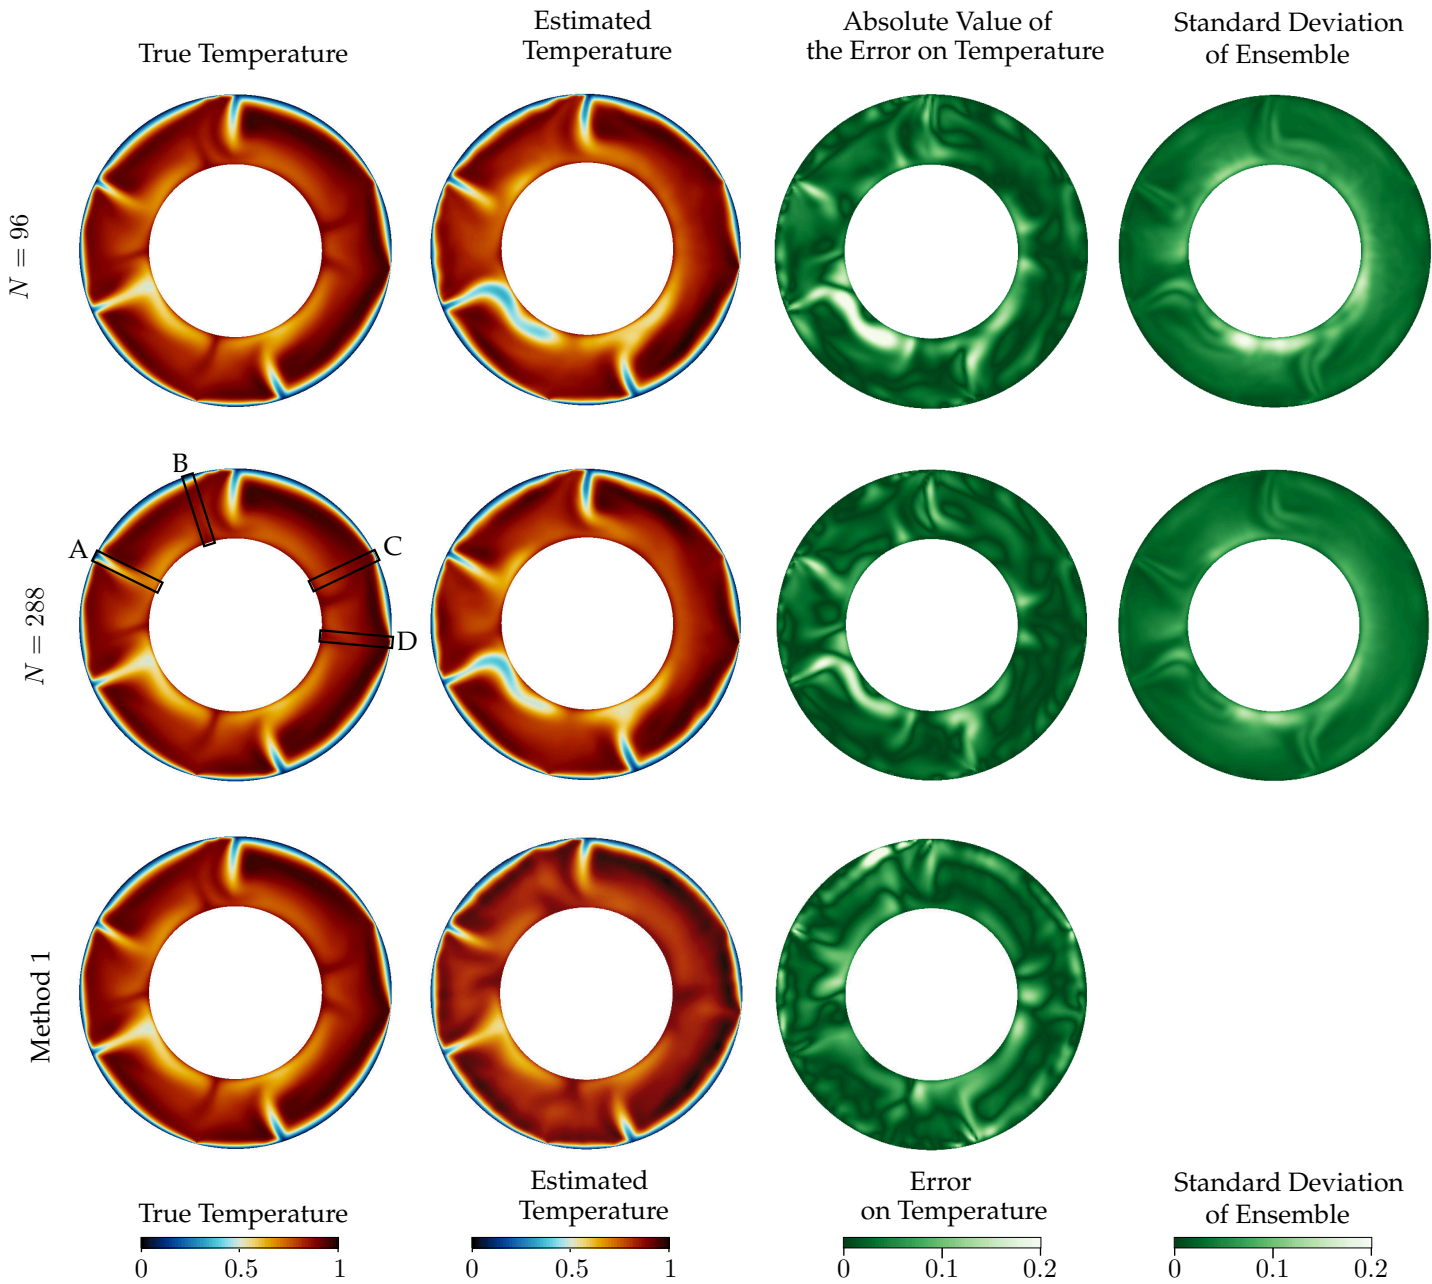 True Temperature
Estimated
Temperature
Absolute Value of
the Error on Temperature
Standard Deviation
of Ensemble
N = 96
N = 288
A
B
C
D
Method 1
True Temperature
Estimated
Temperature
Error
on Temperature
Standard Deviation
of Ensemble
0 0.5 1
0 0.5 1
0 0.1 0.2
0 0.1 0.2